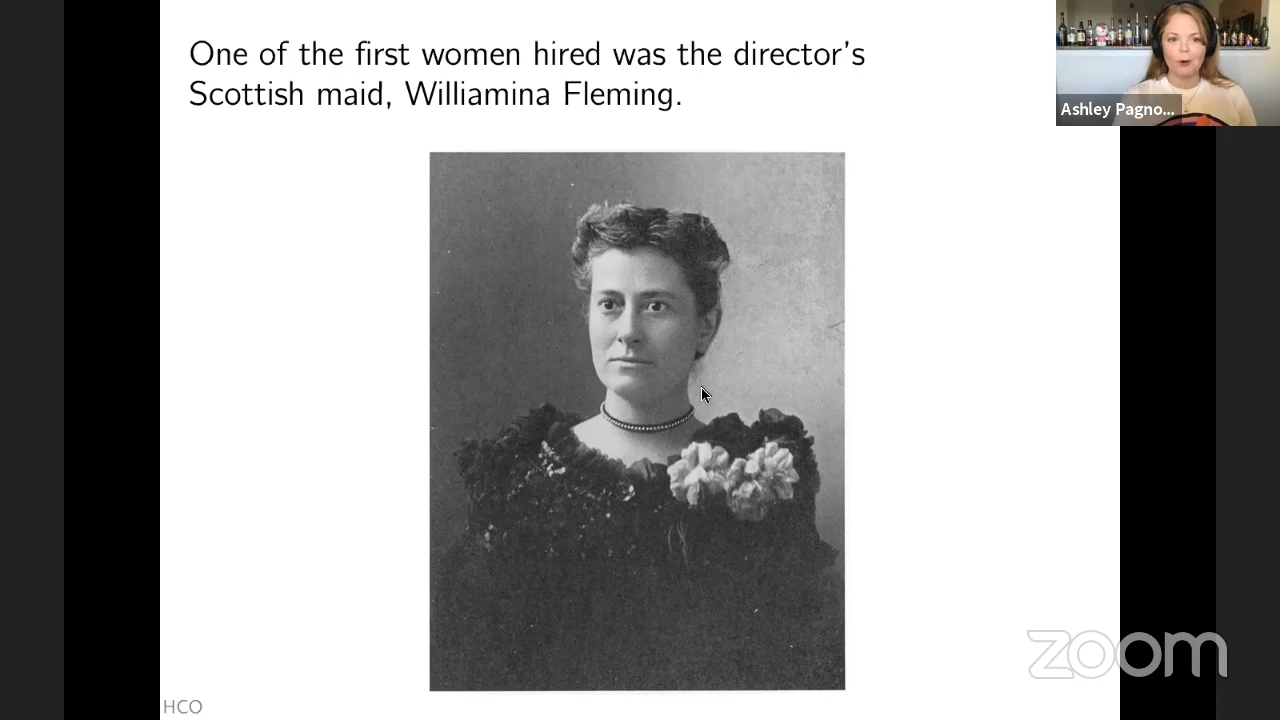 One of the first women hired was the director's
Scottish maid, Williamina Fleming.
Ashley Pagno...
zoom
HCO